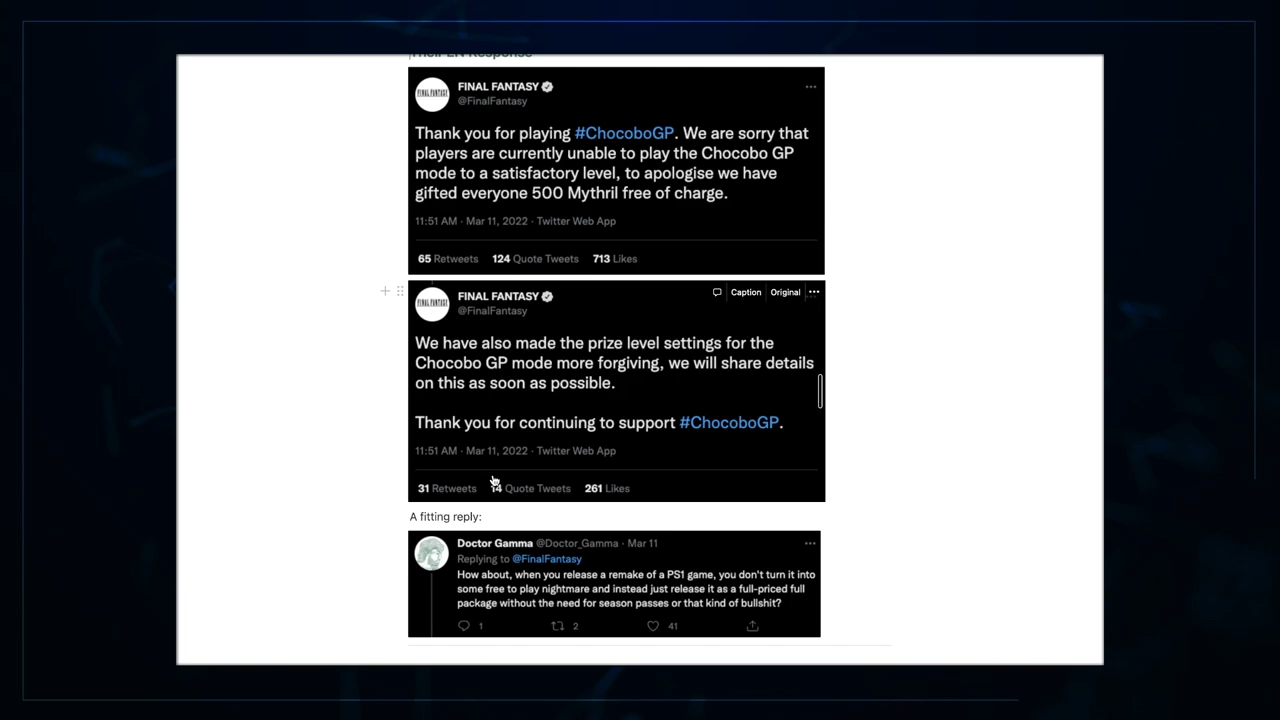 Their EN Response
FINAL FANTASY
@FinalFantasy
Thank you for playing #ChocoboGP. We are sorry that
players are currently unable to play the Chocobo GP
mode to a satisfactory level, to apologise we have
gifted everyone 500 Mythril free of charge.
11:51 AM · Mar 11, 2022 · Twitter Web App
65 Retweets 124 Quote Tweets 713 Likes
FINAL FANTASY
FINAL FANTASY
@FinalFantasy
Caption Original
We have also made the prize level settings for the
Chocobo GP mode more forgiving, we will share details
on this as soon as possible.
Thank you for continuing to support #ChocoboGP.
11:51 AM · Mar 11, 2022 · Twitter Web App
31 Retweets 14 Quote Tweets 261 Likes
FINAL FANTASY
A fitting reply:
Doctor Gamma @Doctor_Gamma · Mar 11
Replying to @FinalFantasy
How about, when you release a remake of a PS1 game, you don't turn it into
some free to play nightmare and instead just release it as a full-priced full
package without the need for season passes or that kind of bullshit?
1 2 41